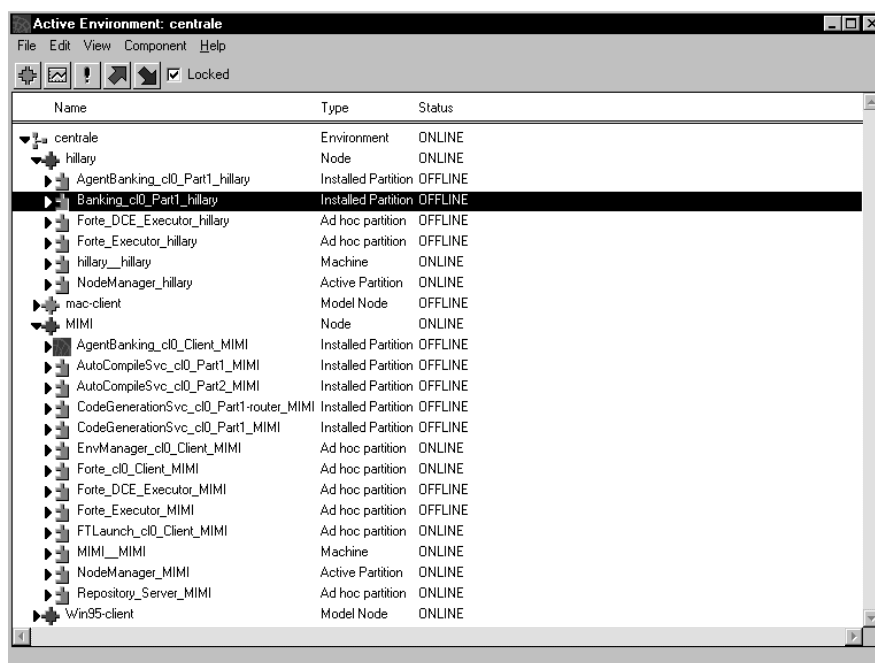 Active Environment: centrale
File Edit View Component Help
Locked
Name Type Status
centrale Environment ONLINE
hillary Node ONLINE
AgentBanking_cl0_Part1_hillary Installed Partition OFFLINE
Banking_cl0_Part1_hillary Installed Partition OFFLINE
Forte_DCE_Executor_hillary Ad hoc partition OFFLINE
Forte_Executor_hillary Ad hoc partition OFFLINE
hillary__hillary Machine ONLINE
NodeManager_hillary Active Partition ONLINE
mac-client Model Node OFFLINE
MIMI Node ONLINE
AgentBanking_cl0_Client_MIMI Installed Partition OFFLINE
AutoCompileSvc_cl0_Part1_MIMI Installed Partition OFFLINE
AutoCompileSvc_cl0_Part2_MIMI Installed Partition OFFLINE
CodeGenerationSvc_cl0_Part1-router_MIMI Installed Partition OFFLINE
CodeGenerationSvc_cl0_Part1_MIMI Installed Partition OFFLINE
EnvManager_cl0_Client_MIMI Ad hoc partition ONLINE
Forte_cl0_Client_MIMI Ad hoc partition ONLINE
Forte_DCE_Executor_MIMI Ad hoc partition OFFLINE
Forte_Executor_MIMI Ad hoc partition OFFLINE
FTLaunch_cl0_Client_MIMI Ad hoc partition ONLINE
MIMI__MIMI Machine ONLINE
NodeManager_MIMI Active Partition ONLINE
Repository_Server_MIMI Ad hoc partition ONLINE
Win95-client Model Node ONLINE